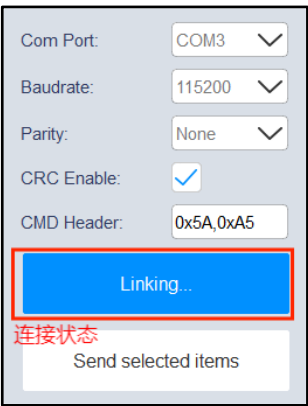 Com Port: COM3
Baudrate: 115200
Parity: None
CRC Enable:
CMD Header: 0x5A,0xA5
Linking...
连接状态
Send selected items